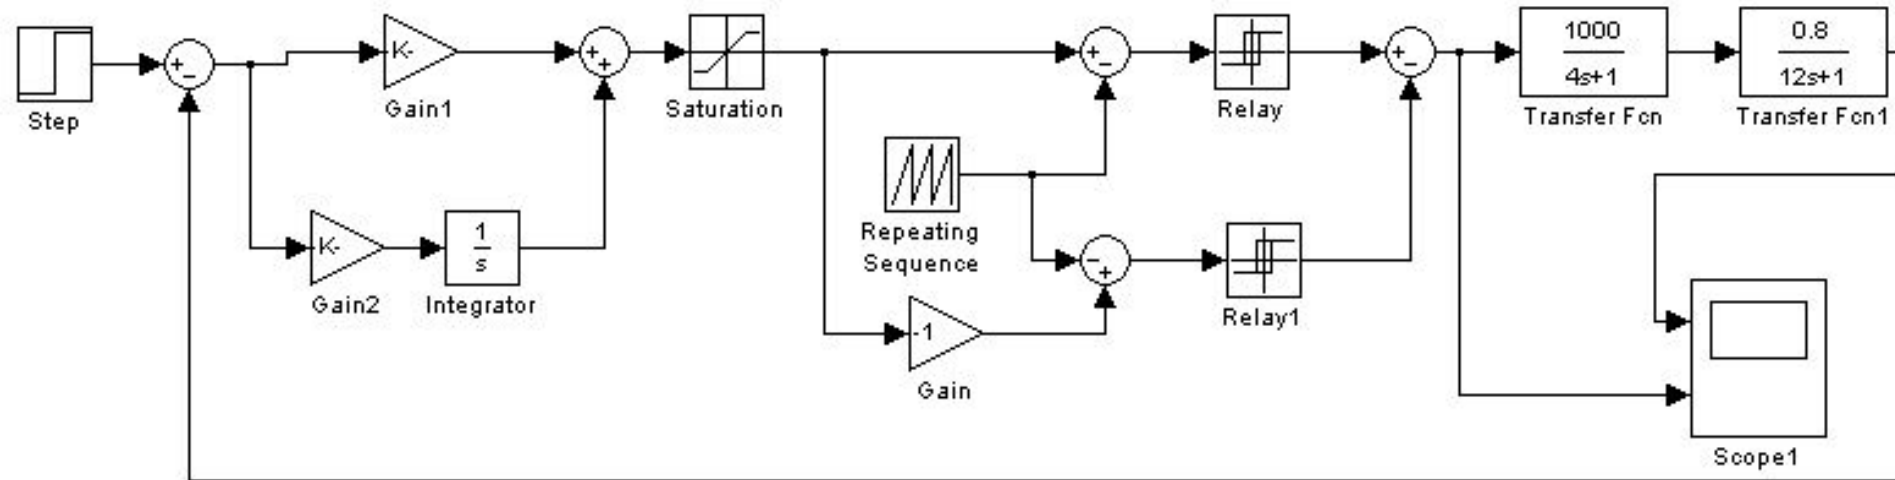 Step
+
−
K-
Gain1
K-
Gain2
1
s
Integrator
+
+
Saturation
Repeating
Sequence
-1
Gain
+
−
−
+
Relay
Relay1
+
−
1000
4s+1
Transfer Fcn
0.8
12s+1
Transfer Fcn1
Scope1